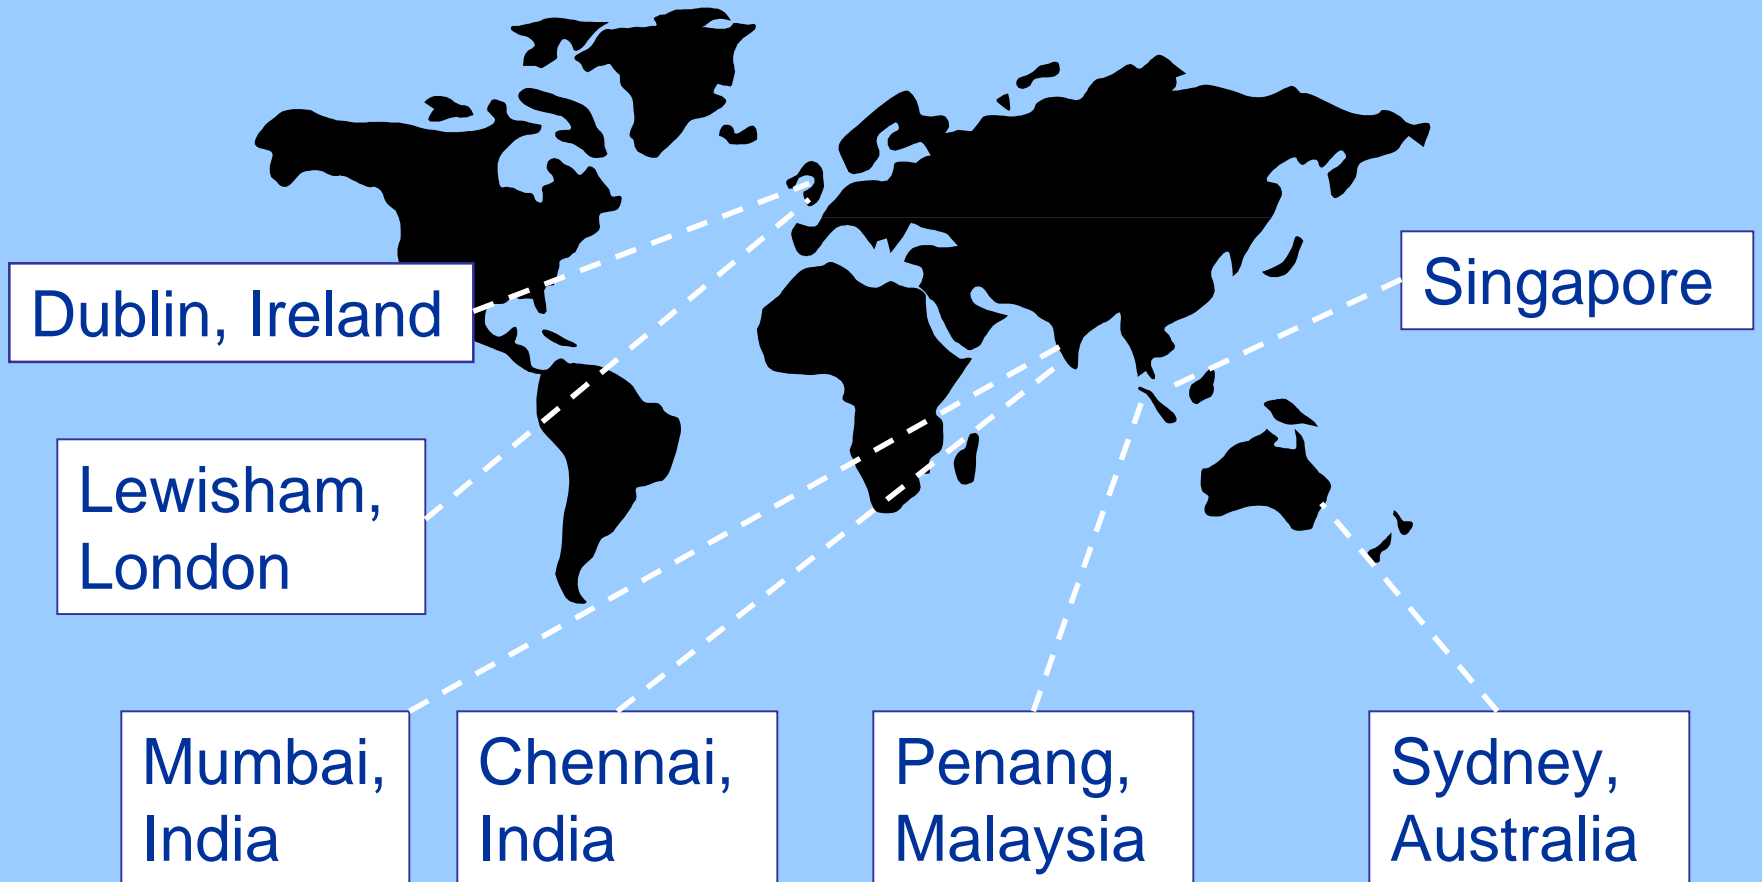 Dublin, Ireland
Singapore
Lewisham,
London
Mumbai,
India
Chennai,
India
Penang,
Malaysia
Sydney,
Australia